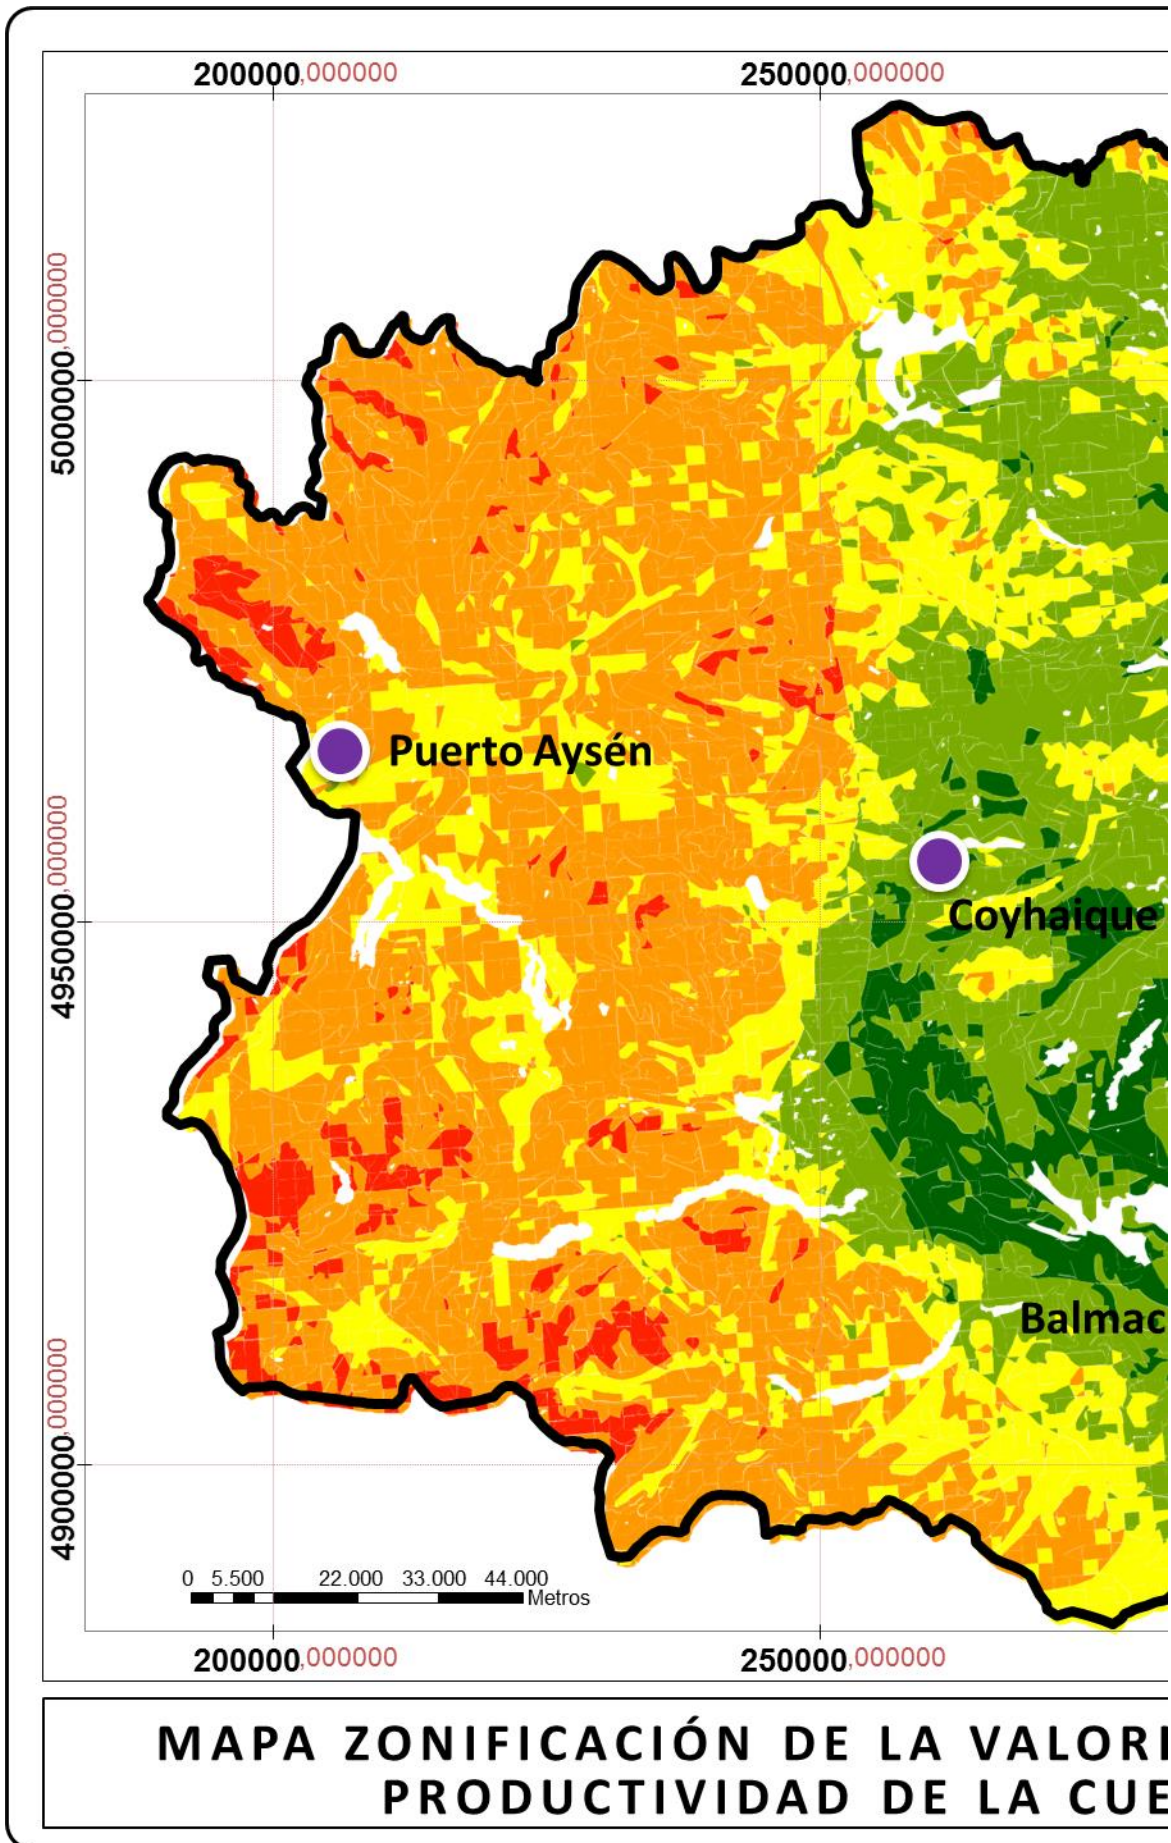 200000,000000 250000,000000
5000000,000000
Puerto Aysén
Coyhaique
4950000,000000
Balmac
4900000,000000
0 5.500 22.000 33.000 44.000
Metros
200000,000000 250000,000000
MAPA ZONIFICACIÓN DE LA VALOR
PRODUCTIVIDAD DE LA CUE